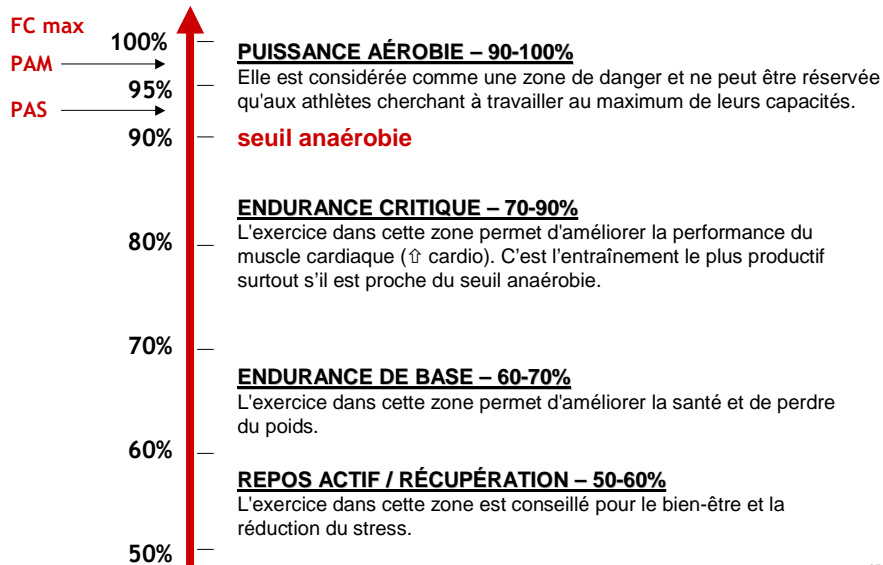 FC max
100%
PUISSANCE AÉROBIE – 90-100%
PAM
Elle est considérée comme une zone de danger et ne peut être réservée
95%
qu'aux athlètes cherchant à travailler au maximum de leurs capacités.
PAS
90%
seuil anaérobie
ENDURANCE CRITIQUE – 70-90%
L'exercice dans cette zone permet d'améliorer la performance du
80%
muscle cardiaque (⇧ cardio). C'est l'entraînement le plus productif
surtout s'il est proche du seuil anaérobie.
70%
ENDURANCE DE BASE – 60-70%
L'exercice dans cette zone permet d'améliorer la santé et de perdre
du poids.
60%
REPOS ACTIF / RÉCUPÉRATION – 50-60%
L'exercice dans cette zone est conseillé pour le bien-être et la
réduction du stress.
50%